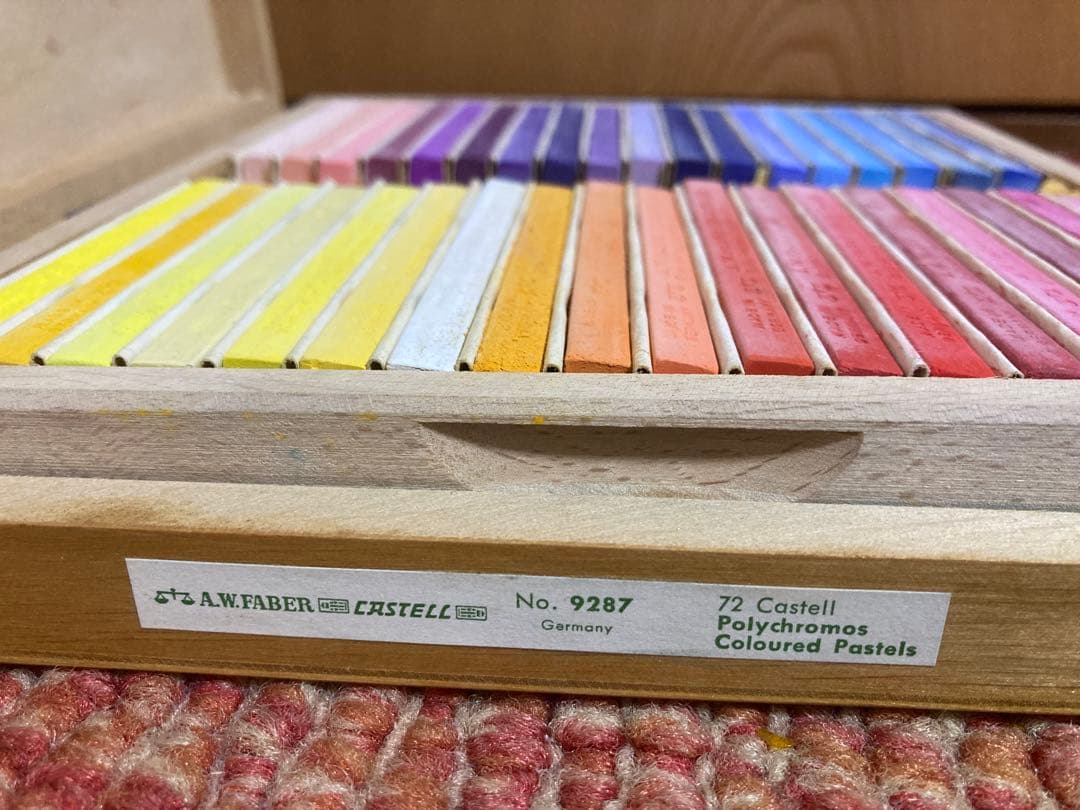 A.W.FABER CASTELL
No. 9287
Germany
72 Castell
Polychromos
Coloured Pastels